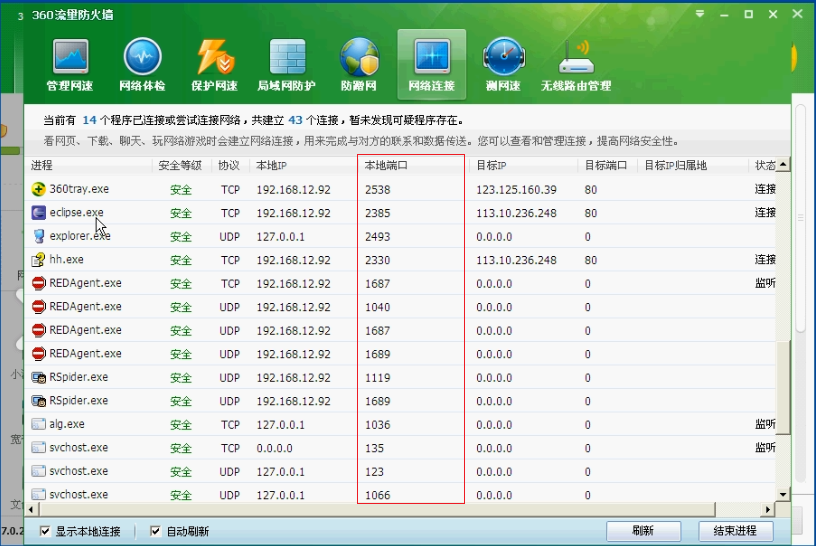 3 360流量防火墙
管理网速 网络体检 保护网速 局域网防护 防蹭网 网络连接 测网速 无线路由管理
当前有 14 个程序已连接或尝试连接网络，共建立 43 个连接，暂未发现可疑程序存在。
看网页、下载、聊天、玩网络游戏时会建立网络连接，用来完成与对方的联系和数据传送。您可以查看和管理连接，提高网络安全性。
进程 安全等级 协议 本地IP 本地端口 目标IP 目标端口 目标IP归属地 状态
360tray.exe 安全 TCP 192.168.12.92 2538 123.125.160.39 80 连接
eclipse.exe 安全 TCP 192.168.12.92 2385 113.10.236.248 80 连接
explorer.exe 安全 UDP 127.0.0.1 2493 0.0.0.0 0
hh.exe 安全 TCP 192.168.12.92 2330 113.10.236.248 80 连接
REDAgent.exe 安全 TCP 192.168.12.92 1687 0.0.0.0 0 监听
REDAgent.exe 安全 UDP 192.168.12.92 1040 0.0.0.0 0
REDAgent.exe 安全 UDP 192.168.12.92 1687 0.0.0.0 0
REDAgent.exe 安全 UDP 192.168.12.92 1689 0.0.0.0 0
RSpider.exe 安全 UDP 192.168.12.92 1119 0.0.0.0 0
RSpider.exe 安全 UDP 192.168.12.92 1689 0.0.0.0 0
alg.exe 安全 TCP 127.0.0.1 1036 0.0.0.0 0 监听
svchost.exe 安全 TCP 0.0.0.0 135 0.0.0.0 0 监听
svchost.exe 安全 UDP 127.0.0.1 123 0.0.0.0 0
svchost.exe 安全 UDP 127.0.0.1 1066 0.0.0.0 0
7.0.2 显示本地连接 自动刷新 刷新 结束进程